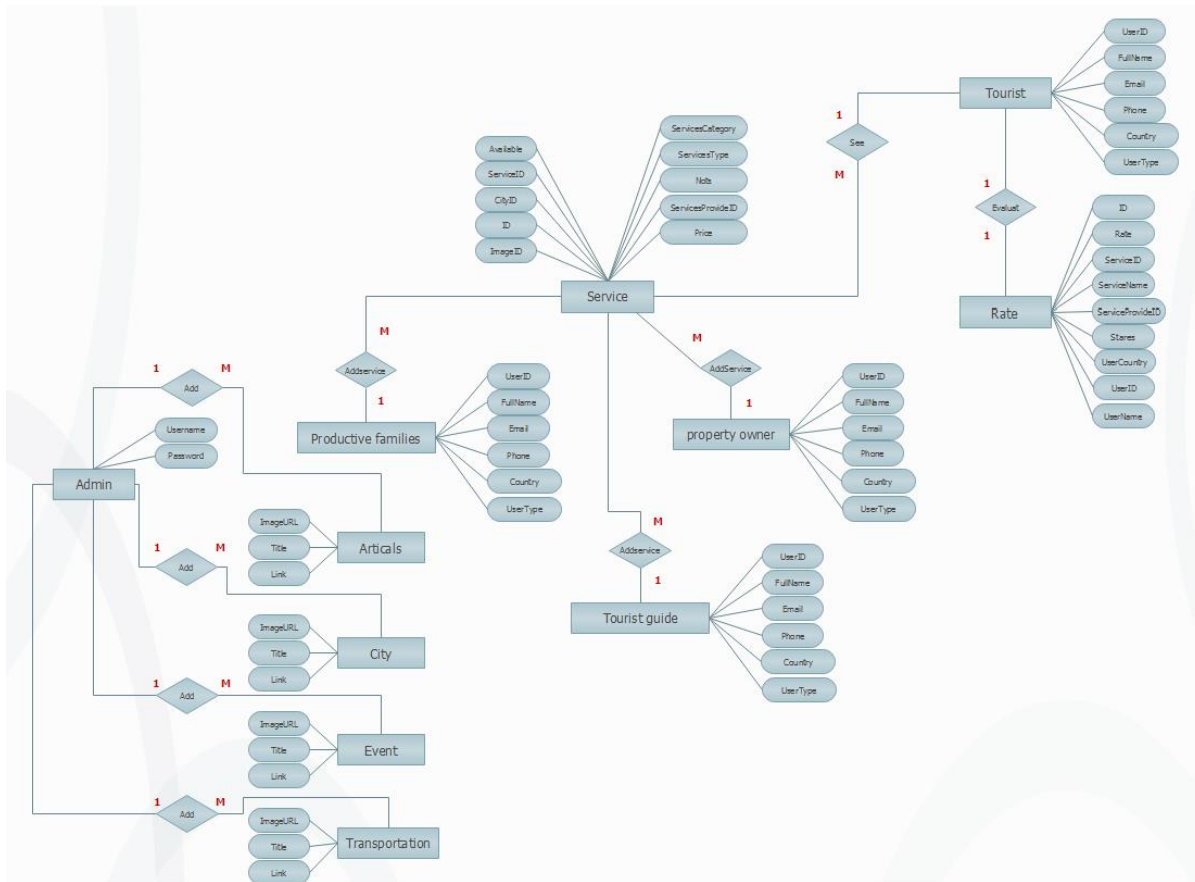 UserID
FullName
Email
Phone
Country
UserType
Tourist
1
See
M
1
Evaluat
1
ID
Rate
ServiceID
ServiceName
ServiceProvideID
Stares
UserCountry
UserID
UserName
Rate
Available
ServiceID
CityID
ID
ImageID
ServicesCategory
ServicesType
Nots
ServicesProvideID
Price
Service
M
Addservice
1
Productive families
UserID
FullName
Email
Phone
Country
UserType
M
AddService
1
property owner
UserID
FullName
Email
Phone
Country
UserType
M
Addservice
1
Tourist guide
UserID
FullName
Email
Phone
Country
UserType
1
Add
M
Username
Password
Admin
ImageURL
Title
Link
Articals
1
Add
M
ImageURL
Title
Link
City
1
Add
M
ImageURL
Title
Link
Event
1
Add
M
ImageURL
Title
Link
Transportation